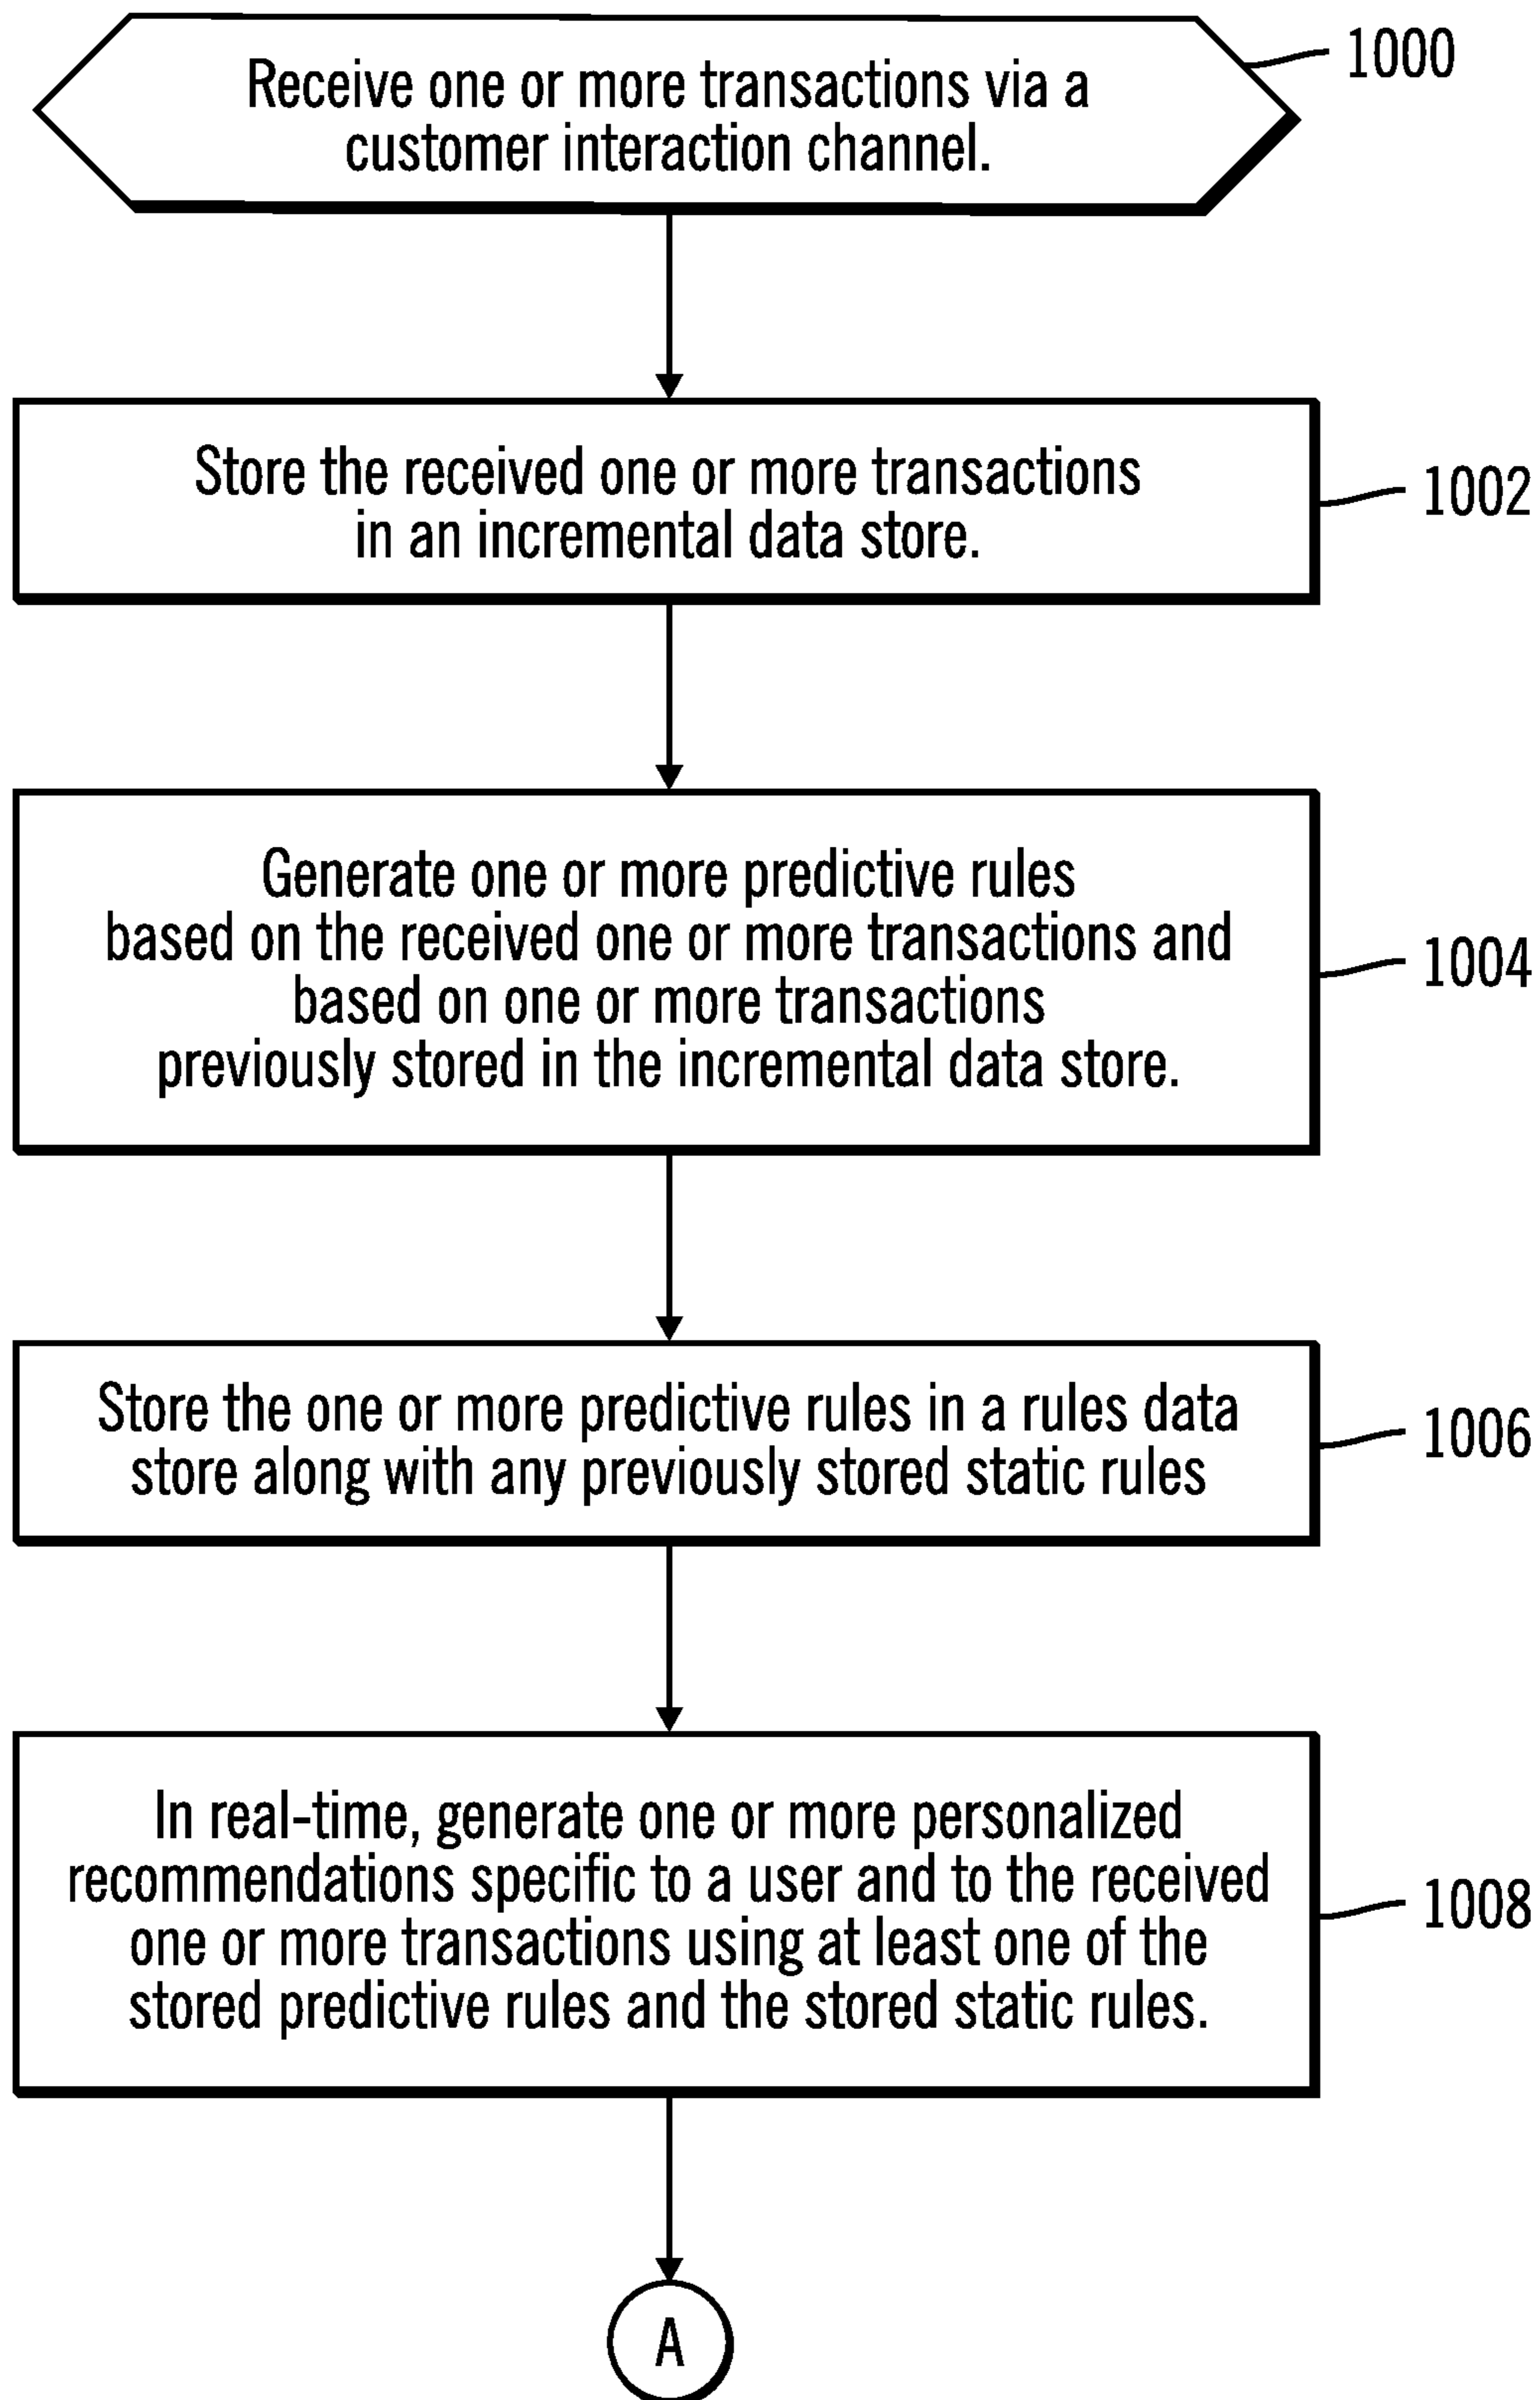 Receive one or more transactions via a
customer interaction channel.
1000
Store the received one or more transactions
in an incremental data store.
1002
Generate one or more predictive rules
based on the received one or more transactions and
based on one or more transactions
previously stored in the incremental data store.
1004
Store the one or more predictive rules in a rules data
store along with any previously stored static rules
1006
In real-time, generate one or more personalized
recommendations specific to a user and to the received
one or more transactions using at least one of the
stored predictive rules and the stored static rules.
1008
A